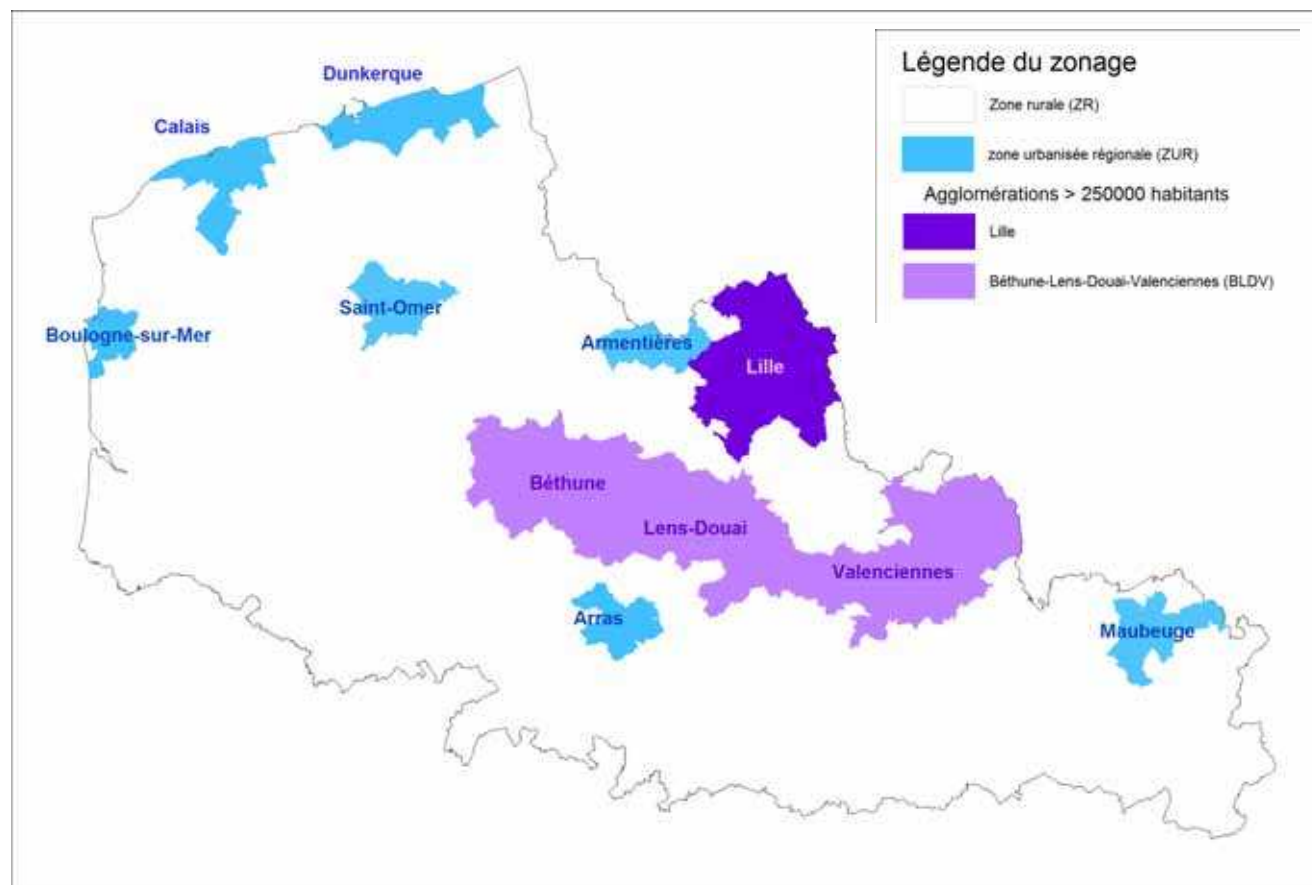 Dunkerque
Calais
Légende du zonage
Zone rurale (ZR)
zone urbanisée régionale (ZUR)
Agglomérations > 250000 habitants
Lille
Béthune-Lens-Douai-Valenciennes (BLDV)
Saint-Omer
Boulogne-sur-Mer
Armentières
Lille
Béthune
Lens-Douai
Valenciennes
Arras
Maubeuge